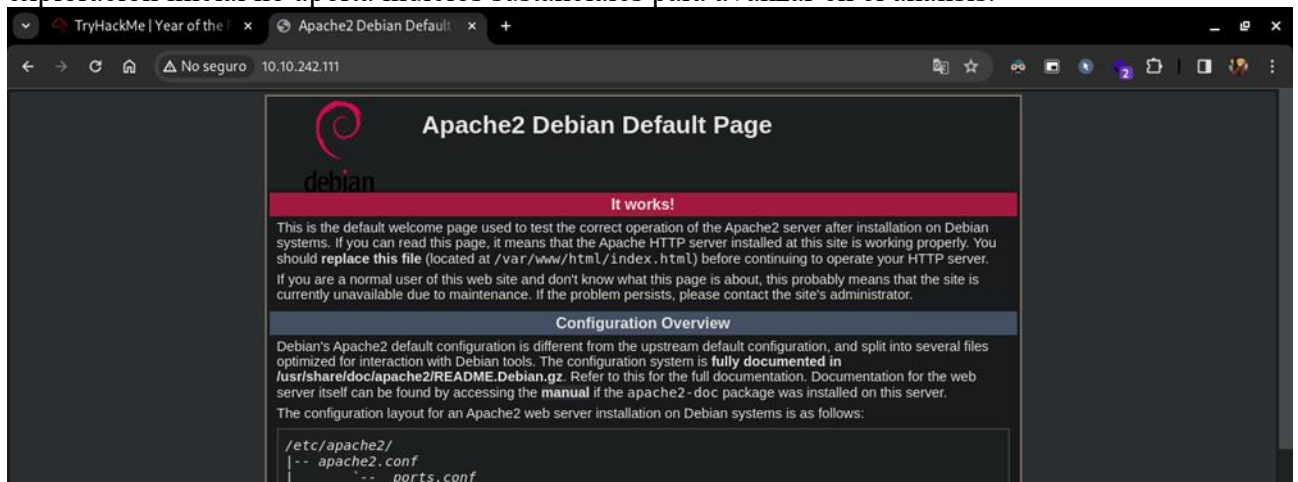 TryHackMe | Year of the
Apache2 Debian Default
No seguro
10.10.242.111
2
Apache2 Debian Default Page
debian
It works!
This is the default welcome page used to test the correct operation of the Apache2 server after installation on Debian
systems. If you can read this page, it means that the Apache HTTP server installed at this site is working properly. You
should replace this file (located at /var/www/html/index.html) before continuing to operate your HTTP server.
If you are a normal user of this web site and don't know what this page is about, this probably means that the site is
currently unavailable due to maintenance. If the problem persists, please contact the site's administrator.
Configuration Overview
Debian's Apache2 default configuration is different from the upstream default configuration, and split into several files
optimized for interaction with Debian tools. The configuration system is fully documented in
/usr/share/doc/apache2/README.Debian.gz. Refer to this for the full documentation. Documentation for the web
server itself can be found by accessing the manual if the apache2-doc package was installed on this server.
The configuration layout for an Apache2 web server installation on Debian systems is as follows:
/etc/apache2/
|-- apache2.conf
|       `--  ports.conf